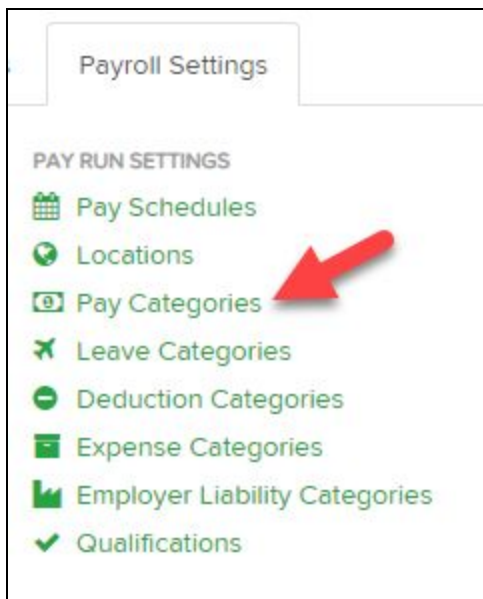 Payroll Settings
PAY RUN SETTINGS
Pay Schedules
Locations
Pay Categories
Leave Categories
Deduction Categories
Expense Categories
Employer Liability Categories
Qualifications